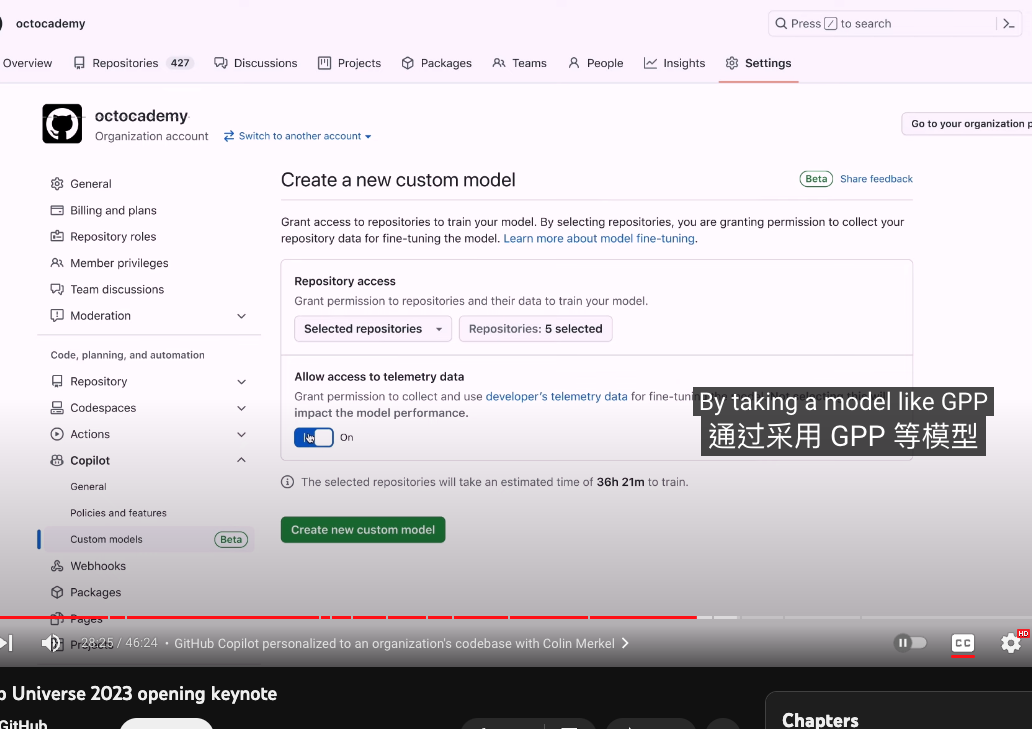 octocademy
Press / to search
Overview
Repositories 427
Discussions
Projects
Packages
Teams
People
Insights
Settings
octocademy
Organization account
Switch to another account
Go to your organization p
General
Billing and plans
Repository roles
Member privileges
Team discussions
Moderation
Code, planning, and automation
Repository
Codespaces
Actions
Copilot
General
Policies and features
Custom models Beta
Webhooks
Packages
Pages
Projects
Create a new custom model
Beta
Share feedback
Grant access to repositories to train your model. By selecting repositories, you are granting permission to collect your
repository data for fine-tuning the model. Learn more about model fine-tuning.
Repository access
Grant permission to repositories and their data to train your model.
Selected repositories
Repositories: 5 selected
Allow access to telemetry data
Grant permission to collect and use developer's telemetry data for fine-tuning
impact the model performance.
On
The selected repositories will take an estimated time of 36h 21m to train.
Create new custom model
By taking a model like GPP
通过采用 GPP 等模型
28:25 / 46:24 • GitHub Copilot personalized to an organization's codebase with Colin Merkel
CC
HD
b Universe 2023 opening keynote
GitHub
Chapters